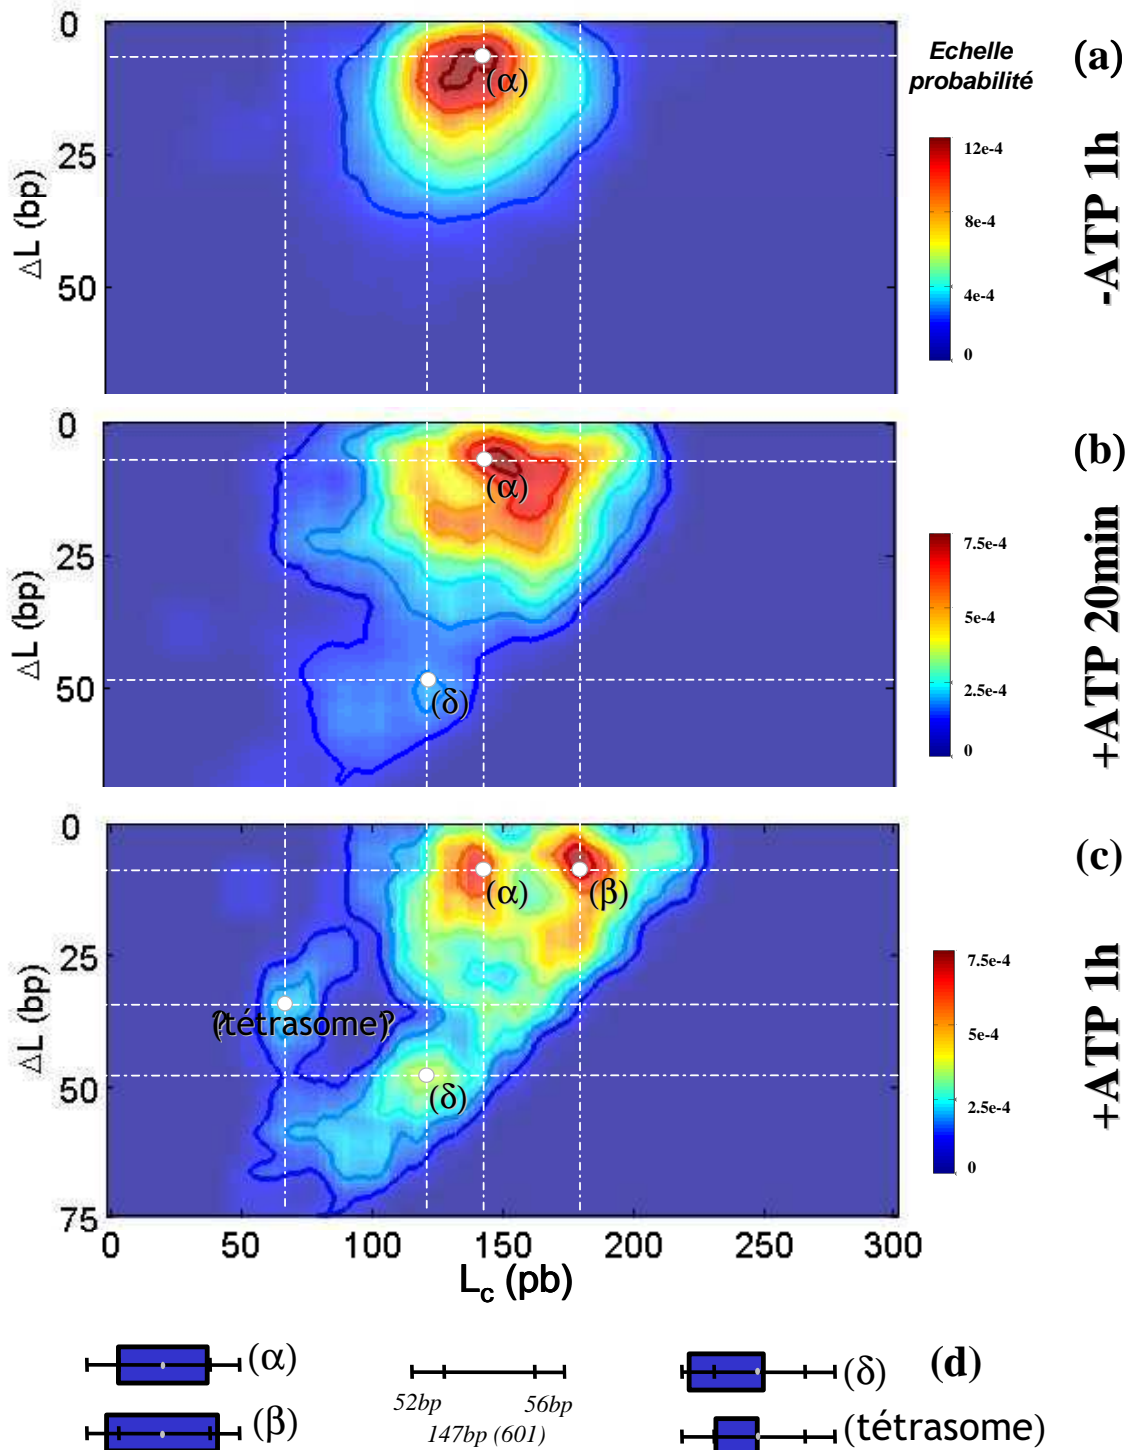 0
25
50
ΔL (bp)
(α)
Echelle
probabilité
12e-4
8e-4
4e-4
0
(a)
-ATP 1h
0
25
50
ΔL (bp)
(α)
(δ)
7.5e-4
5e-4
2.5e-4
0
(b)
+ATP 20min
0
25
50
75
ΔL (bp)
(α)
(β)
?(tétrasome)?
(δ)
7.5e-4
5e-4
2.5e-4
0
(c)
+ATP 1h
0 50 100 150 200 250 300
Lc (pb)
(α)
(β)
52bp 56bp
147bp (601)
(δ)
(tétrasome)
(d)